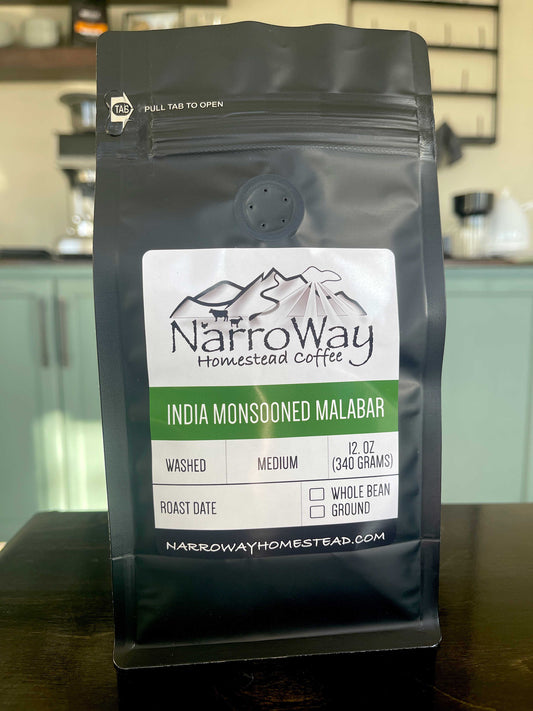 TAB
PULL TAB TO OPEN
NarroWay
Homestead Coffee
INDIA MONSOONED MALABAR
WASHED
MEDIUM
12. OZ
(340 GRAMS)
ROAST DATE
WHOLE BEAN
GROUND
NARROWAYHOMESTEAD.COM